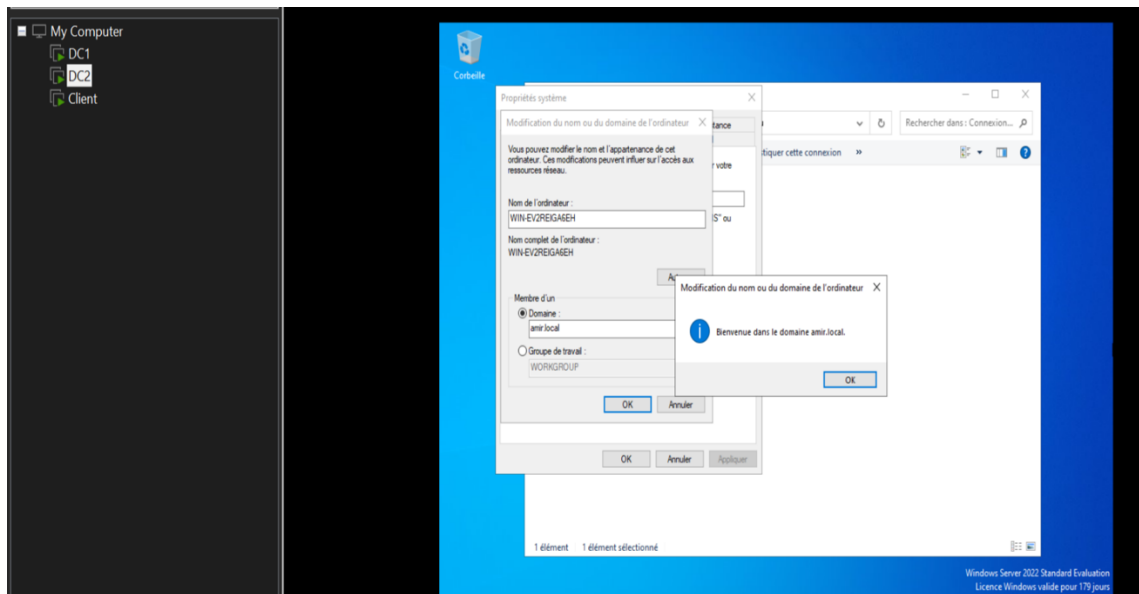 My Computer
DC1
DC2
Client
Corbeille
Propriétés système
Modification du nom ou du domaine de l'ordinateur
Vous pouvez modifier le nom et l'appartenance de cet
ordinateur. Ces modifications peuvent influer sur l'accès aux
ressources réseau.
Nom de l'ordinateur :
WIN-EV2REIGA6EH
Nom complet de l'ordinateur :
WIN-EV2REIGA6EH
Membre d'un
Domaine :
amir.local
Groupe de travail :
WORKGROUP
OK Annuler
OK Annuler Appliquer
tance
r votre
S" ou
Rechercher dans : Connexion...
tiquer cette connexion »
Modification du nom ou du domaine de l'ordinateur
Bienvenue dans le domaine amir.local.
OK
1 élément 1 élément sélectionné
Windows Server 2022 Standard Evaluation
Licence Windows valide pour 179 jours